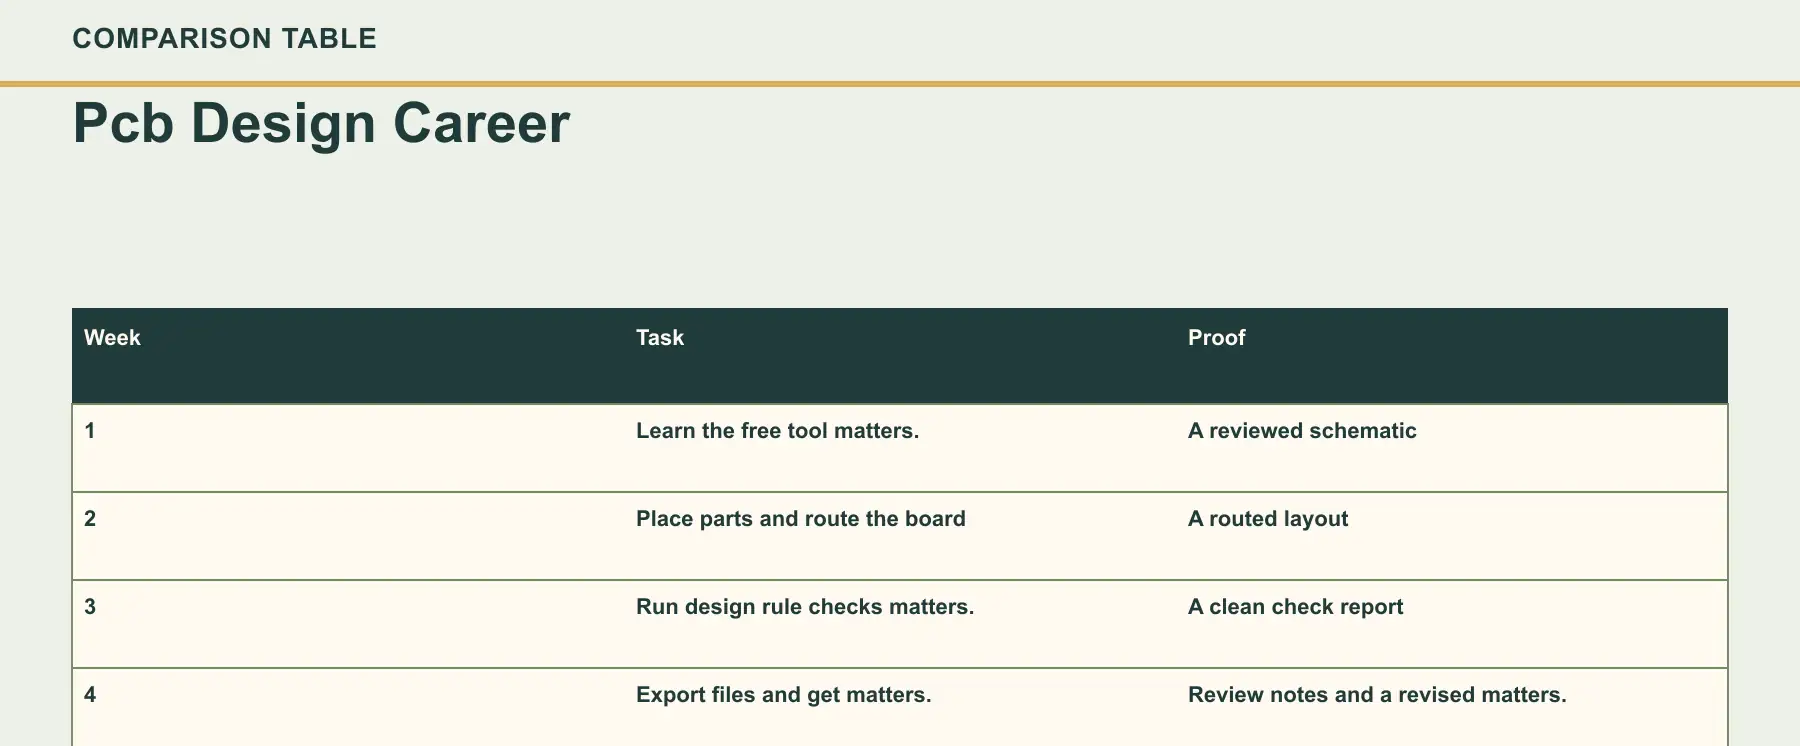 COMPARISON TABLE
Pcb Design Career
Week Task Proof
1 Learn the free tool matters. A reviewed schematic
2 Place parts and route the board A routed layout
3 Run design rule checks matters. A clean check report
4 Export files and get matters. Review notes and a revised matters.